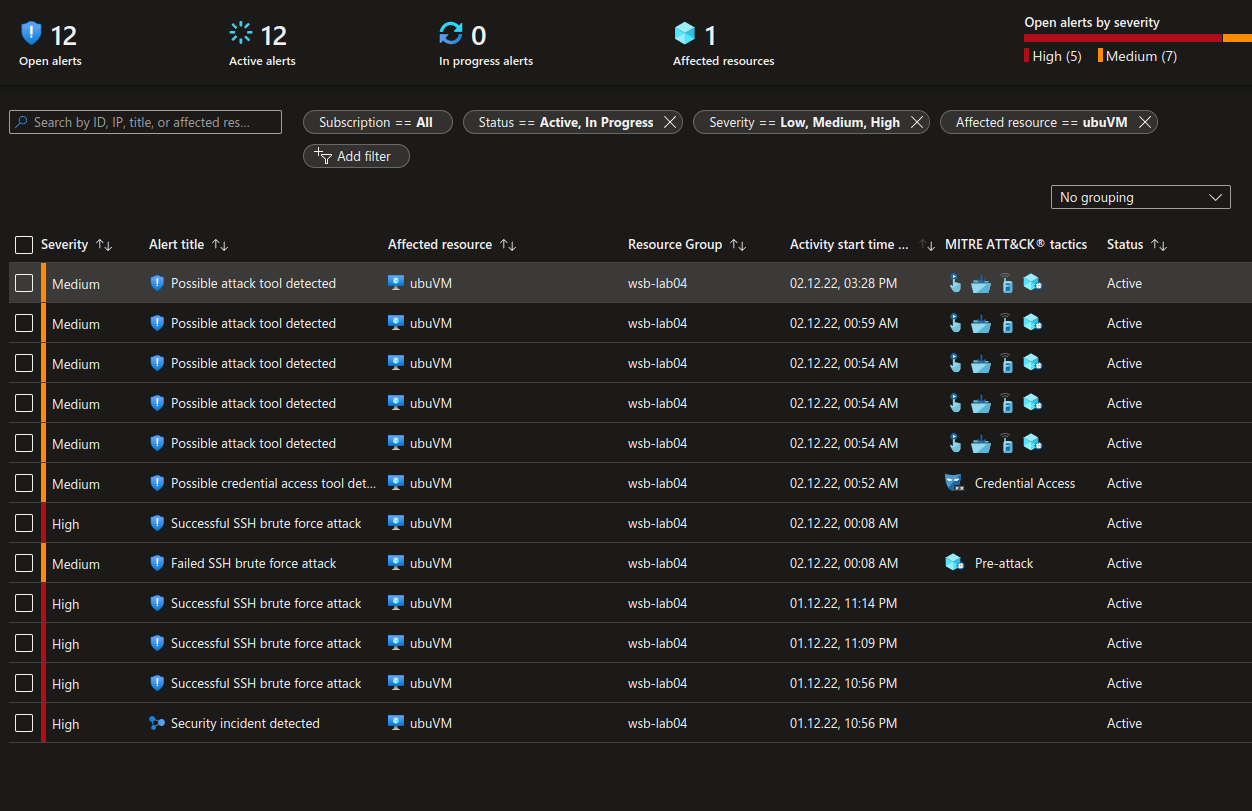 12 12 0 1
Open alerts Active alerts In progress alerts Affected resources
Open alerts by severity
High (5) Medium (7)
Search by ID, IP, title, or affected res...
Subscription == All Status == Active, In Progress Severity == Low, Medium, High Affected resource == ubuVM
Add filter
No grouping
Severity Alert title Affected resource Resource Group Activity start time ... MITRE ATT&CK® tactics Status
Medium Possible attack tool detected ubuVM wsb-lab04 02.12.22, 03:28 PM Active
Medium Possible attack tool detected ubuVM wsb-lab04 02.12.22, 00:59 AM Active
Medium Possible attack tool detected ubuVM wsb-lab04 02.12.22, 00:54 AM Active
Medium Possible attack tool detected ubuVM wsb-lab04 02.12.22, 00:54 AM Active
Medium Possible attack tool detected ubuVM wsb-lab04 02.12.22, 00:54 AM Active
Medium Possible credential access tool det... ubuVM wsb-lab04 02.12.22, 00:52 AM Credential Access Active
High Successful SSH brute force attack ubuVM wsb-lab04 02.12.22, 00:08 AM Active
Medium Failed SSH brute force attack ubuVM wsb-lab04 02.12.22, 00:08 AM Pre-attack Active
High Successful SSH brute force attack ubuVM wsb-lab04 01.12.22, 11:14 PM Active
High Successful SSH brute force attack ubuVM wsb-lab04 01.12.22, 11:09 PM Active
High Successful SSH brute force attack ubuVM wsb-lab04 01.12.22, 10:56 PM Active
High Security incident detected ubuVM wsb-lab04 01.12.22, 10:56 PM Active